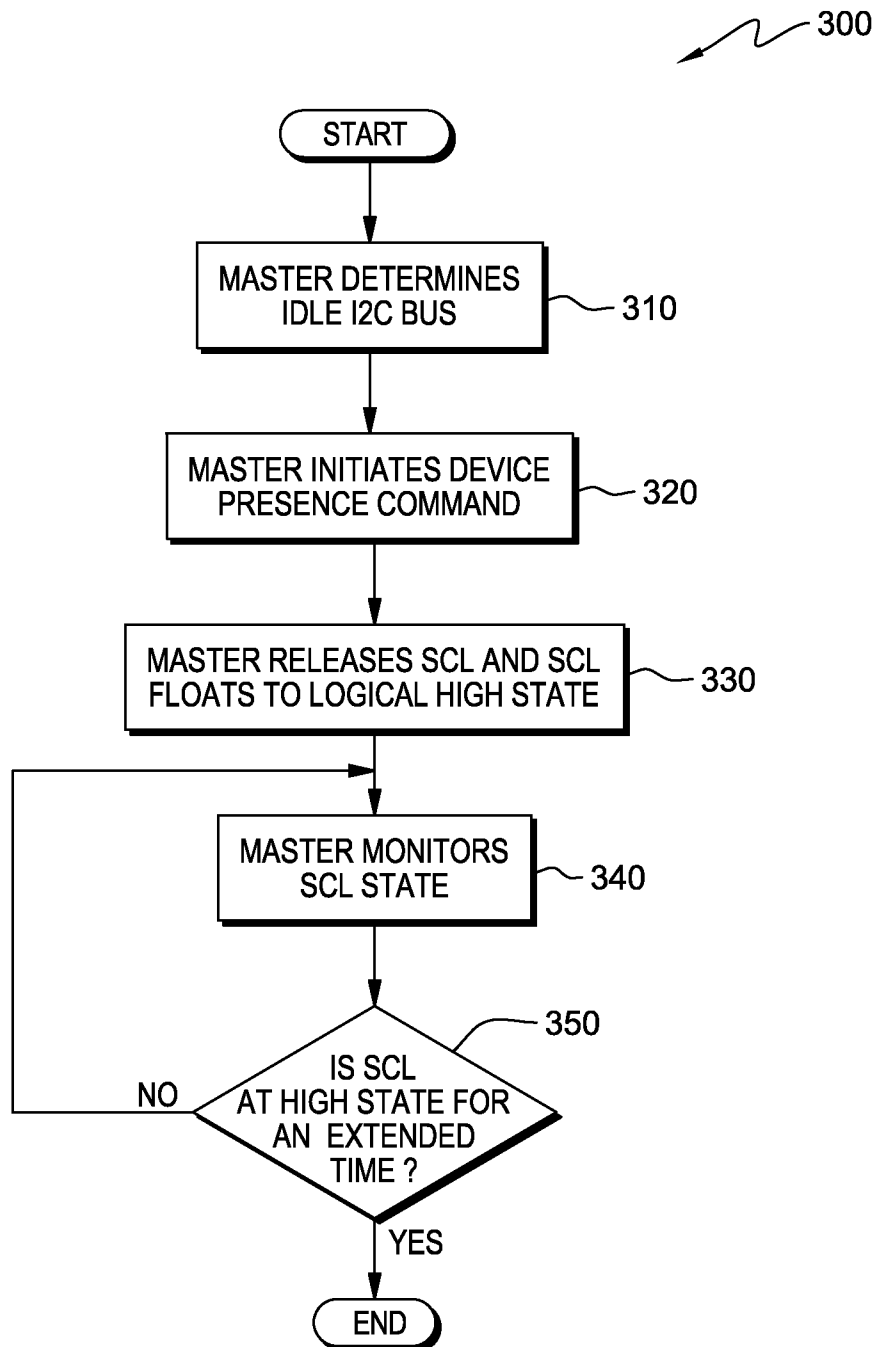 300
START
MASTER DETERMINES
IDLE I2C BUS
310
MASTER INITIATES DEVICE
PRESENCE COMMAND
320
MASTER RELEASES SCL AND SCL
FLOATS TO LOGICAL HIGH STATE
330
MASTER MONITORS
SCL STATE
340
350
IS SCL
AT HIGH STATE FOR
AN EXTENDED
TIME ?
NO
YES
END